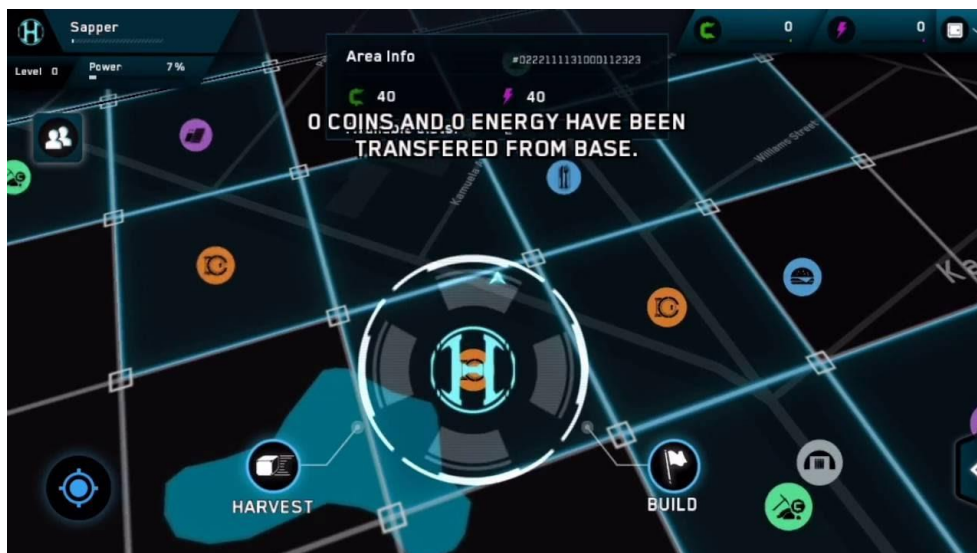 Sapper
0
0
Level 0
Power
7%
Area Info
#0222111131000112323
40
40
0 COINS AND 0 ENERGY HAVE BEEN
TRANSFERED FROM BASE.
Williams Street
HARVEST
BUILD